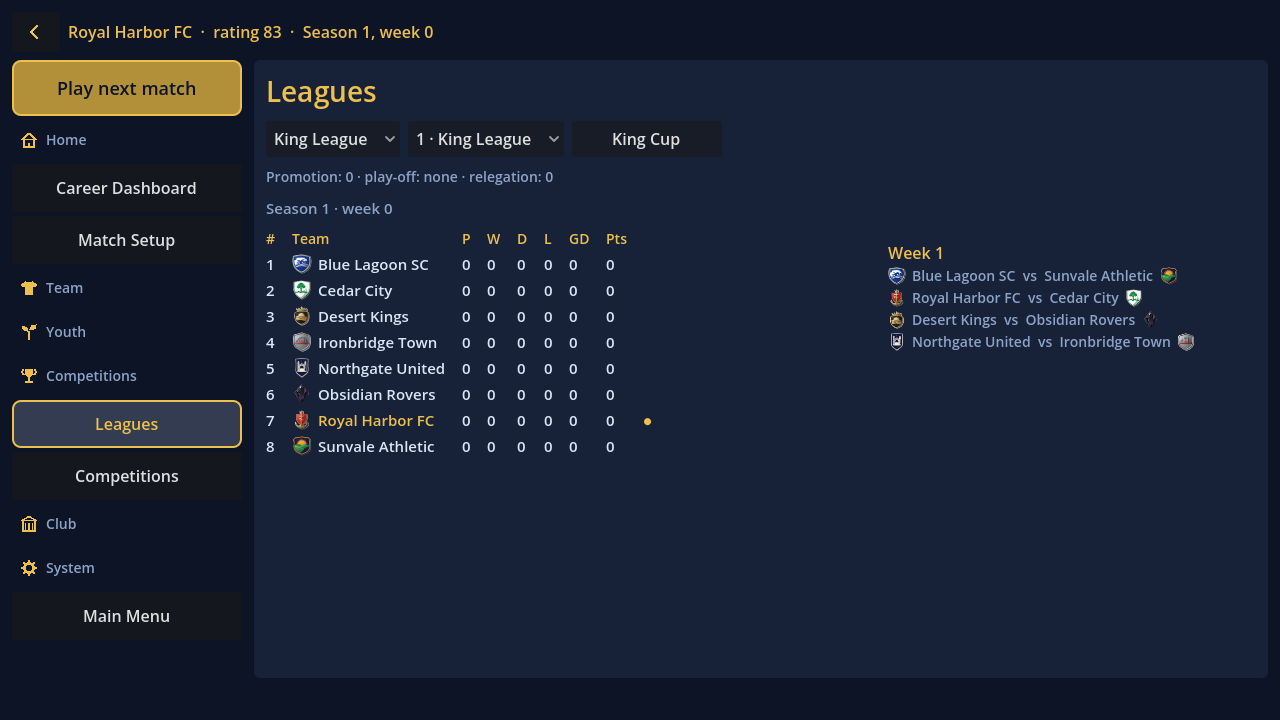 Royal Harbor FC · rating 83 · Season 1, week 0
Play next match
Home
Career Dashboard
Match Setup
Team
Youth
Competitions
Leagues
Competitions
Club
System
Main Menu
Leagues
King League
1 · King League
King Cup
Promotion: 0 · play-off: none · relegation: 0
Season 1 · week 0
# Team P W D L GD Pts
1 Blue Lagoon SC 0 0 0 0 0 0
2 Cedar City 0 0 0 0 0 0
3 Desert Kings 0 0 0 0 0 0
4 Ironbridge Town 0 0 0 0 0 0
5 Northgate United 0 0 0 0 0 0
6 Obsidian Rovers 0 0 0 0 0 0
7 Royal Harbor FC 0 0 0 0 0 0
8 Sunvale Athletic 0 0 0 0 0 0
Week 1
Blue Lagoon SC vs Sunvale Athletic
Royal Harbor FC vs Cedar City
Desert Kings vs Obsidian Rovers
Northgate United vs Ironbridge Town